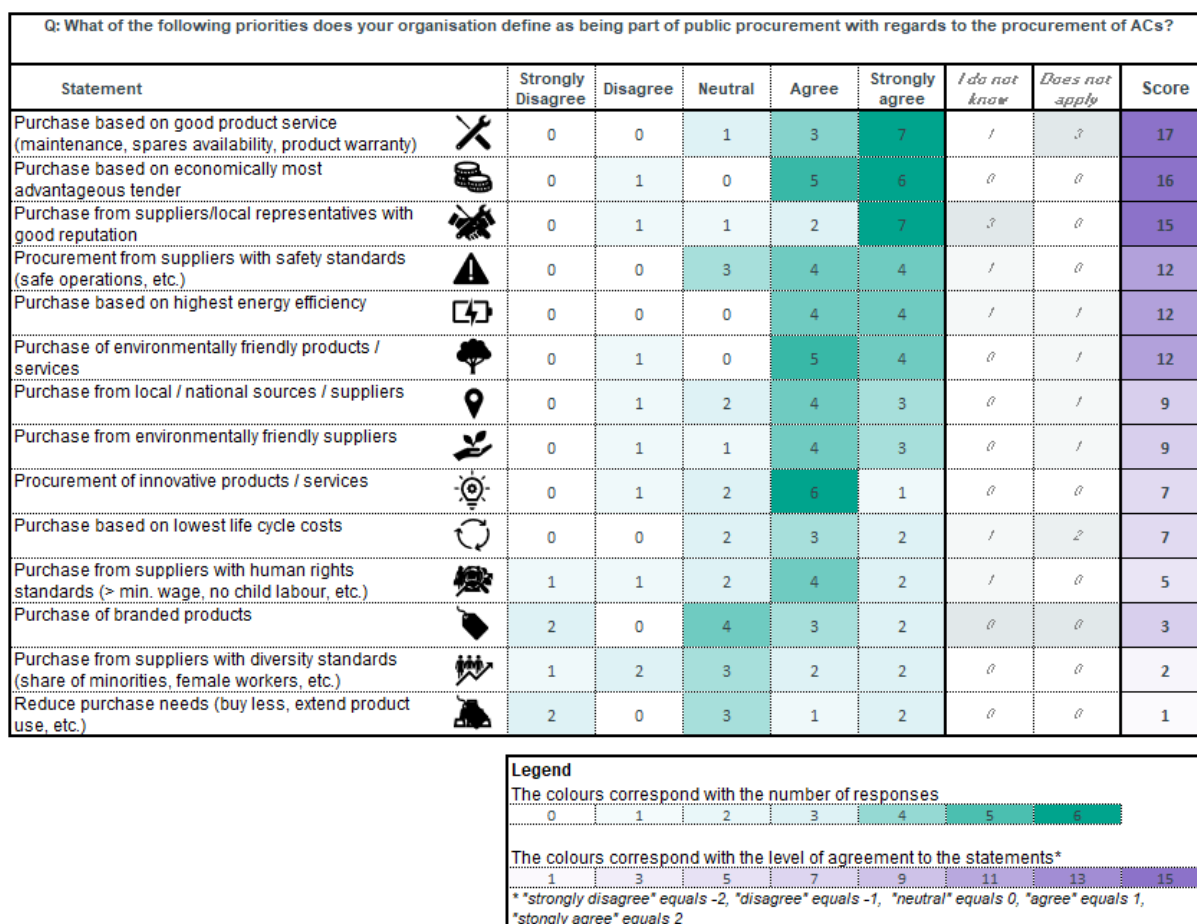 Q: What of the following priorities does your organisation define as being part of public procurement with regards to the procurement of ACs?
Statement Strongly Disagree Disagree Neutral Agree Strongly agree I do not know Does not apply Score
Purchase based on good product service
(maintenance, spares availability, product warranty) 0 0 1 3 7 1 3 17
Purchase based on economically most
advantageous tender 0 1 0 5 6 0 0 16
Purchase from suppliers/local representatives with
good reputation 0 1 1 2 7 3 0 15
Procurement from suppliers with safety standards
(safe operations, etc.) 0 0 3 4 4 1 0 12
Purchase based on highest energy efficiency 0 0 0 4 4 1 1 12
Purchase of environmentally friendly products /
services 0 1 0 5 4 0 1 12
Purchase from local / national sources / suppliers 0 1 2 4 3 0 1 9
Purchase from environmentally friendly suppliers 0 1 1 4 3 0 1 9
Procurement of innovative products / services 0 1 2 6 1 0 0 7
Purchase based on lowest life cycle costs 0 0 2 3 2 1 2 7
Purchase from suppliers with human rights
standards (> min. wage, no child labour, etc.) 1 1 2 4 2 1 0 5
Purchase of branded products 2 0 4 3 2 0 0 3
Purchase from suppliers with diversity standards
(share of minorities, female workers, etc.) 1 2 3 2 2 0 0 2
Reduce purchase needs (buy less, extend product
use, etc.) 2 0 3 1 2 0 0 1
Legend
The colours correspond with the number of responses
0 1 2 3 4 5 6
The colours correspond with the level of agreement to the statements*
1 3 5 7 9 11 13 15
* "strongly disagree" equals -2, "disagree" equals -1, "neutral" equals 0, "agree" equals 1,
"stongly agree" equals 2